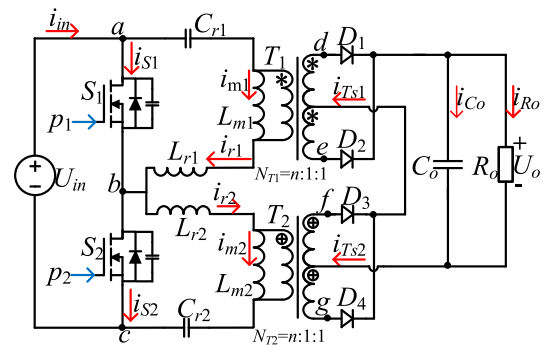 i_in a C_r1 d D_1
i_S1 T_1
S_1 i_m1 * i_Ts1 i_Co i_Ro
p_1 L_m1 *
L_r1 i_r1 e D_2 +
U_in N_T1=n:1:1 C_o R_o U_o
b i_r2 f D_3 -
L_r2 T_2
S_2 i_m2 ⊕ i_Ts2
p_2 L_m2 ⊕
i_S2 C_r2 g D_4
c N_T2=n:1:1